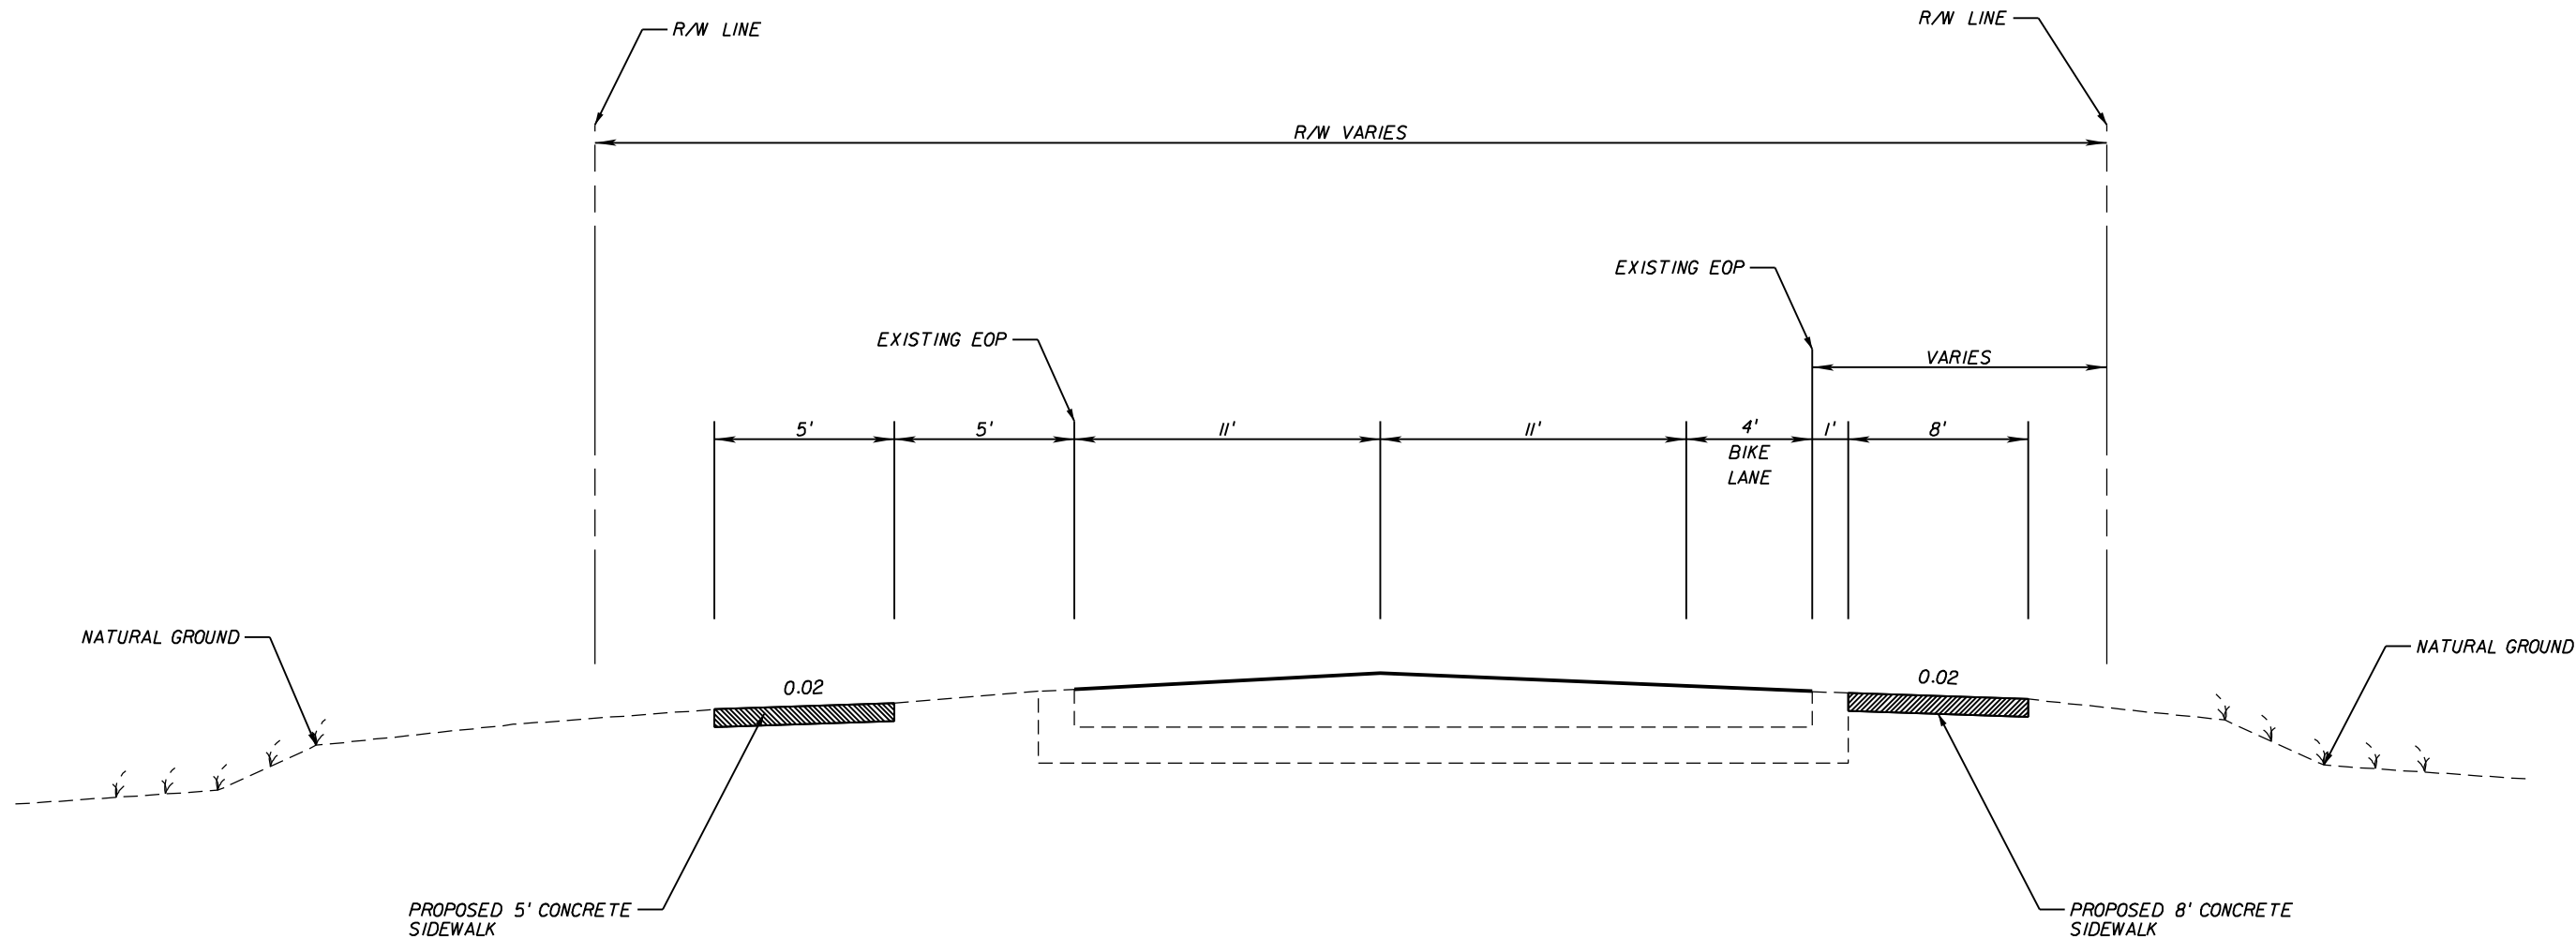 R/W LINE
R/W LINE
R/W VARIES
EXISTING EOP
EXISTING EOP
VARIES
5'
5'
11'
11'
4'
1'
8'
BIKE
LANE
NATURAL GROUND
NATURAL GROUND
0.02
0.02
PROPOSED 5' CONCRETE
SIDEWALK
PROPOSED 8' CONCRETE
SIDEWALK